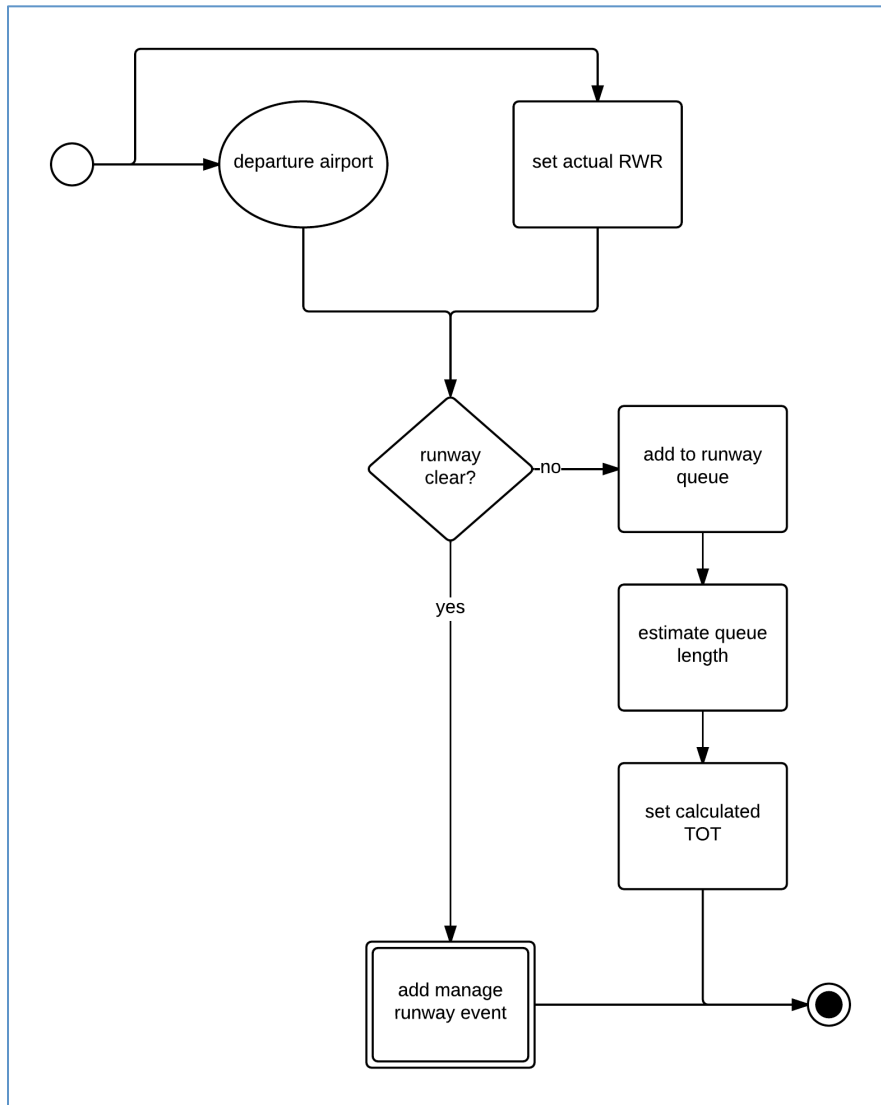 departure airport
set actual RWR
runway
clear?
no
add to runway
queue
yes
estimate queue
length
set calculated
TOT
add manage
runway event